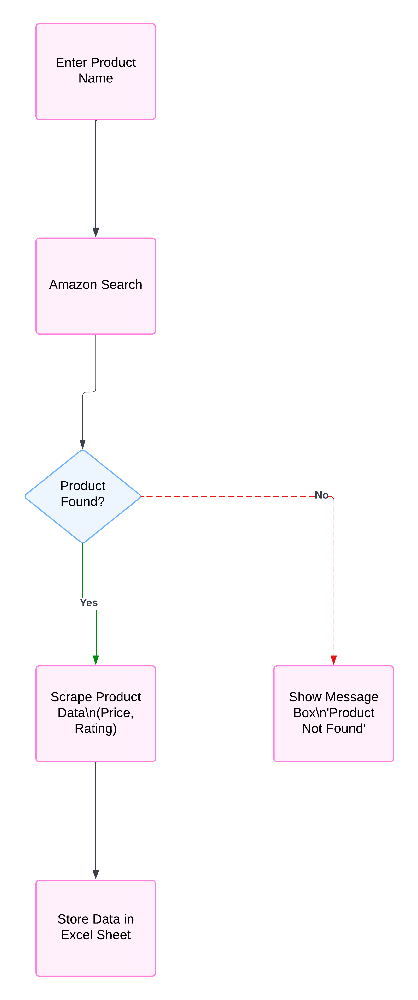 Enter Product
Name
Amazon Search
Product
Found?
No
Yes
Scrape Product
Data\n(Price,
Rating)
Show Message
Box\n'Product
Not Found'
Store Data in
Excel Sheet